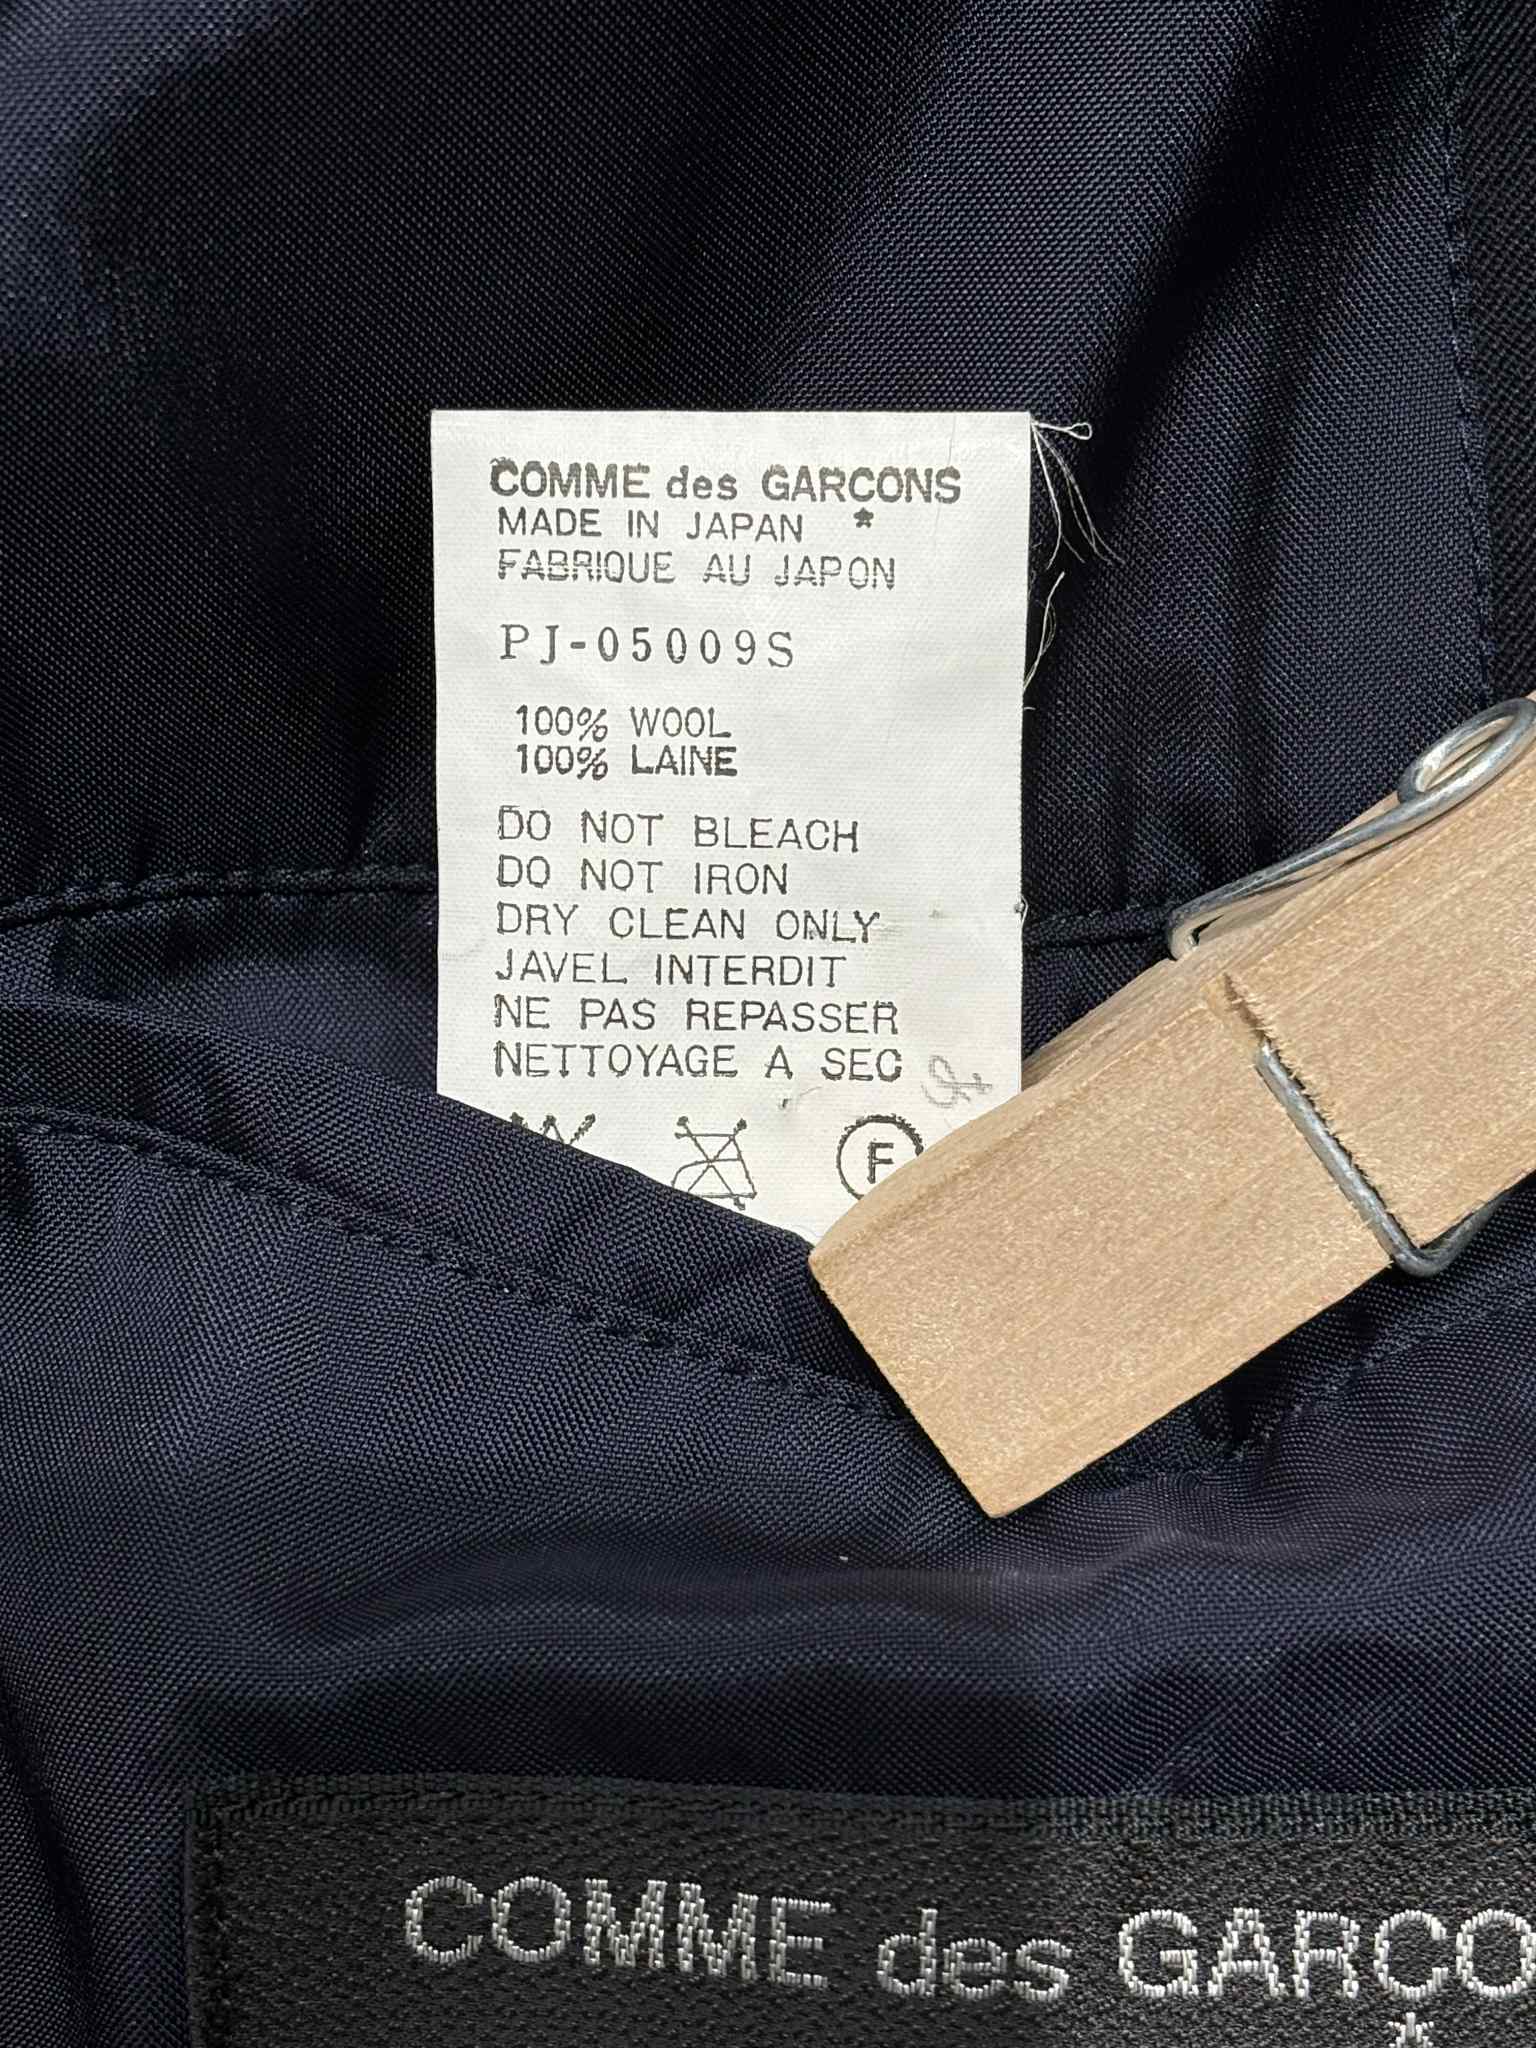 COMME des GARCONS
MADE IN JAPAN *
FABRIQUE AU JAPON
PJ-05009S
100% WOOL
100% LAINE
DO NOT BLEACH
DO NOT IRON
DRY CLEAN ONLY
JAVEL INTERDIT
NE PAS REPASSER
NETTOYAGE A SEC
F
COMME des GARCO